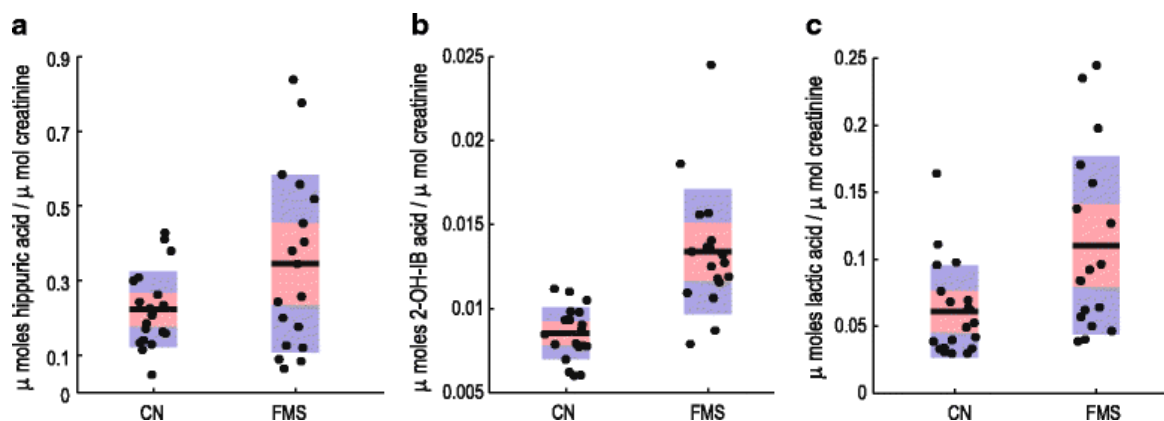 a
μ moles hippuric acid / μ mol creatinine
0.9
0.7
0.5
0.3
0.1
0
CN FMS
b
μ moles 2-OH-IB acid / μ mol creatinine
0.025
0.02
0.015
0.01
0.005
CN FMS
c
μ moles lactic acid / μ mol creatinine
0.25
0.2
0.15
0.1
0.05
0
CN FMS